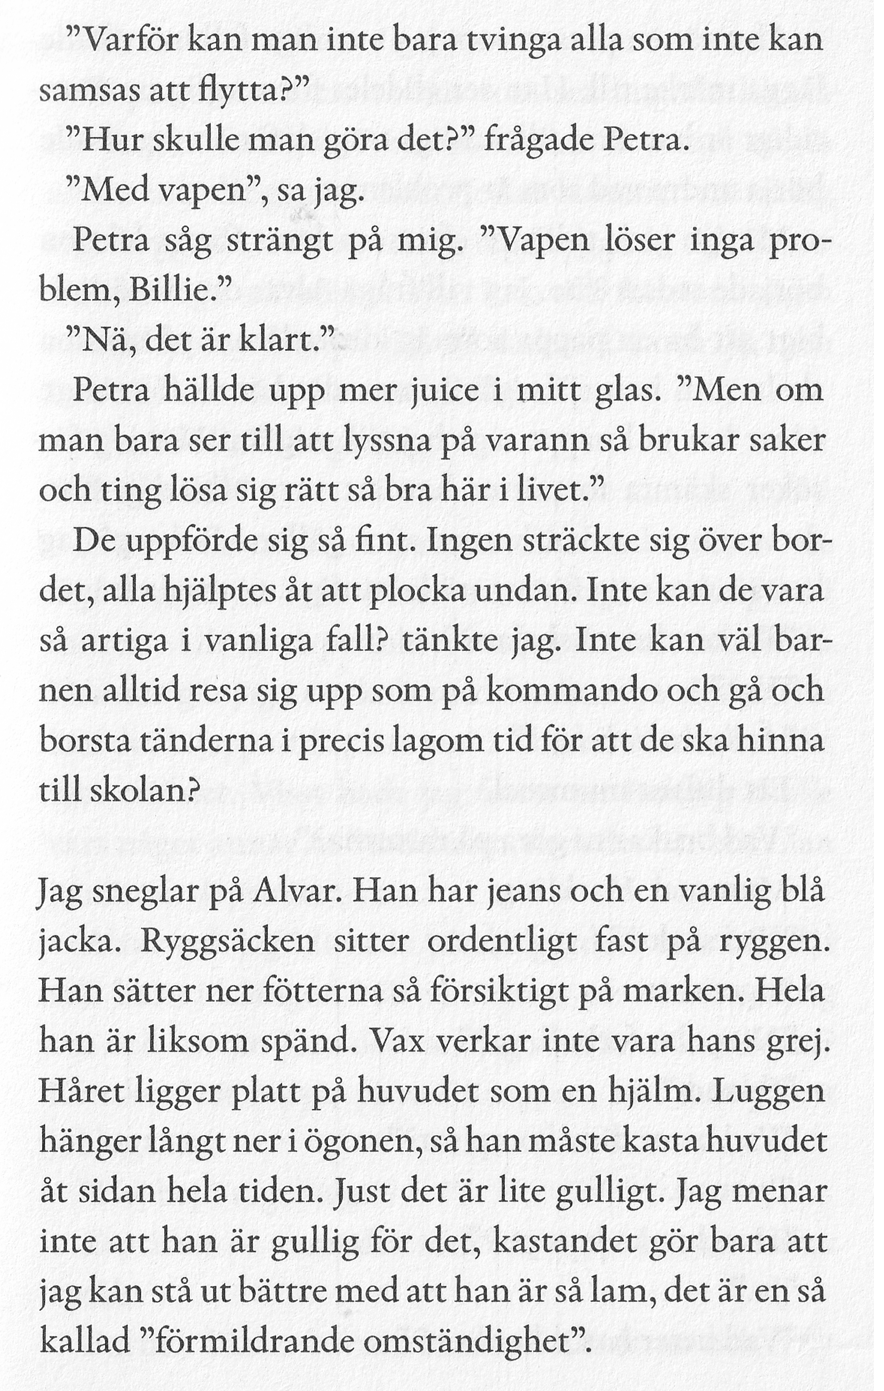 ”Varför kan man inte bara tvinga alla som inte kan
samsas att flytta?”
”Hur skulle man göra det?” frågade Petra.
”Med vapen”, sa jag.
Petra såg strängt på mig. ”Vapen löser inga pro-
blem, Billie.”
”Nä, det är klart.”
Petra hällde upp mer juice i mitt glas. ”Men om
man bara ser till att lyssna på varann så brukar saker
och ting lösa sig rätt så bra här i livet.”
De uppförde sig så fint. Ingen sträckte sig över bor-
det, alla hjälptes åt att plocka undan. Inte kan de vara
så artiga i vanliga fall? tänkte jag. Inte kan väl bar-
nen alltid resa sig upp som på kommando och gå och
borsta tänderna i precis lagom tid för att de ska hinna
till skolan?
Jag sneglar på Alvar. Han har jeans och en vanlig blå
jacka. Ryggsäcken sitter ordentligt fast på ryggen.
Han sätter ner fötterna så försiktigt på marken. Hela
han är liksom spänd. Vax verkar inte vara hans grej.
Håret ligger platt på huvudet som en hjälm. Luggen
hänger långt ner i ögonen, så han måste kasta huvudet
åt sidan hela tiden. Just det är lite gulligt. Jag menar
inte att han är gullig för det, kastandet gör bara att
jag kan stå ut bättre med att han är så lam, det är en så
kallad ”förmildrande omständighet”.